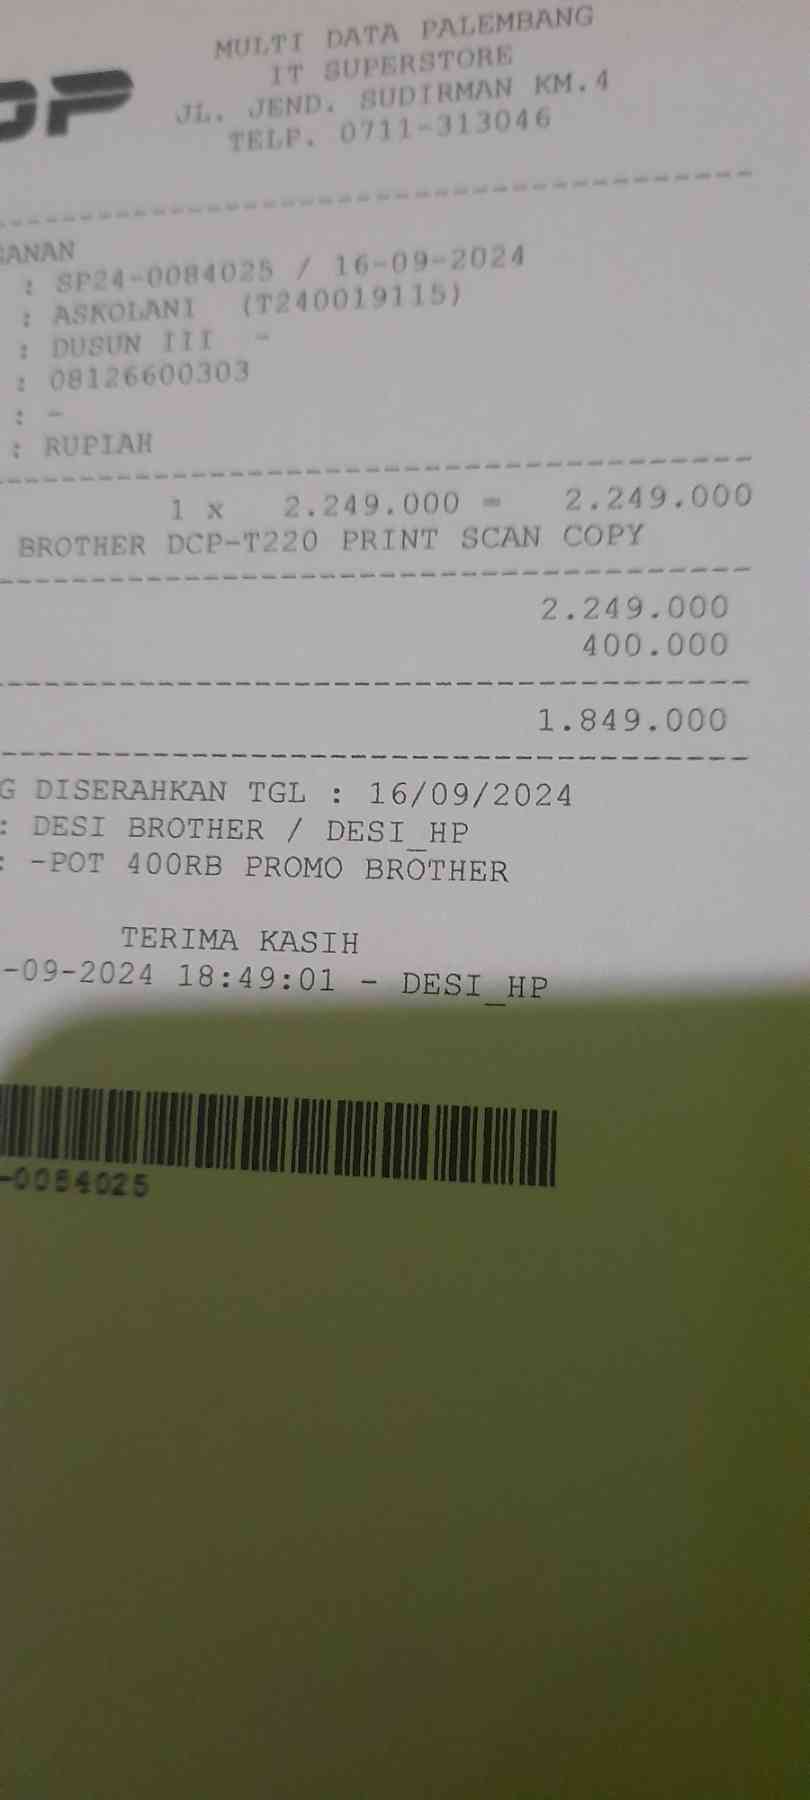 DP
MULTI DATA PALEMBANG
IT SUPERSTORE
JL. JEND. SUDIRMAN KM.4
TELP. 0711-313046
ANAN
: SP24-0084025 / 16-09-2024
: ASKOLANI (T240019115)
: DUSUN III -
: 08126600303
: -
: RUPIAH
1 x 2.249.000 = 2.249.000
BROTHER DCP-T220 PRINT SCAN COPY
2.249.000
400.000
1.849.000
G DISERAHKAN TGL : 16/09/2024
: DESI BROTHER / DESI_HP
: -POT 400RB PROMO BROTHER
TERIMA KASIH
-09-2024 18:49:01 - DESI_HP
-0084025